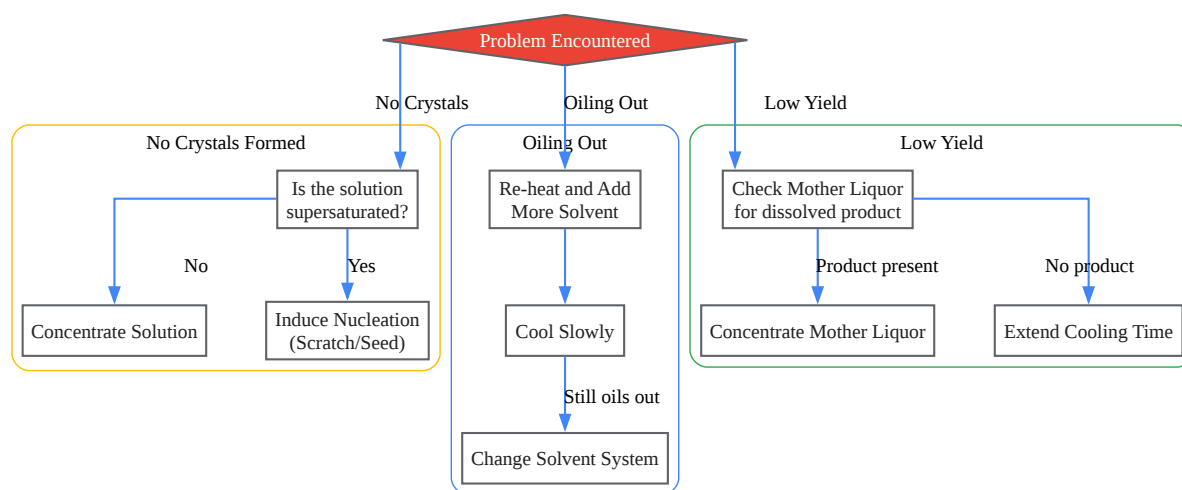 Problem Encountered
No Crystals
Oiling Out
Low Yield
No Crystals Formed
Is the solution
supersaturated?
No
Yes
Concentrate Solution
Induce Nucleation
(Scratch/Seed)
Oiling Out
Re-heat and Add
More Solvent
Cool Slowly
Still oils out
Change Solvent System
Low Yield
Check Mother Liquor
for dissolved product
Product present
No product
Concentrate Mother Liquor
Extend Cooling Time